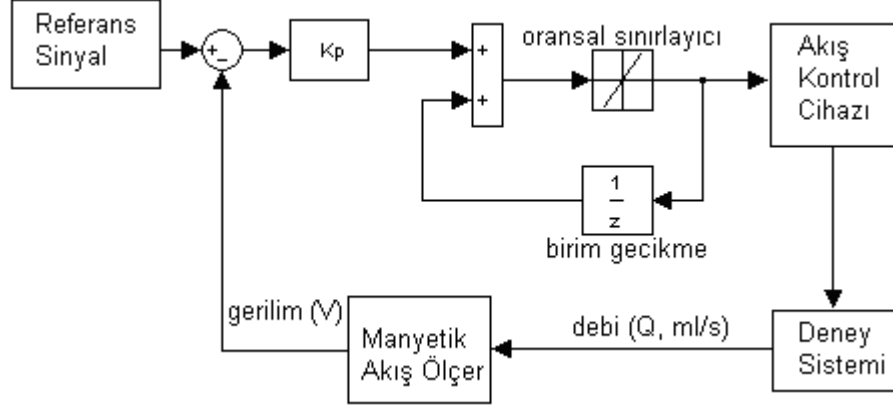 Referans
Sinyal
+
−
Kp
+
+
oransal sınırlayıcı
Akış
Kontrol
Cihazı
1
z
birim gecikme
gerilim (V)
Manyetik
Akış Ölçer
debi (Q, ml/s)
Deney
Sistemi